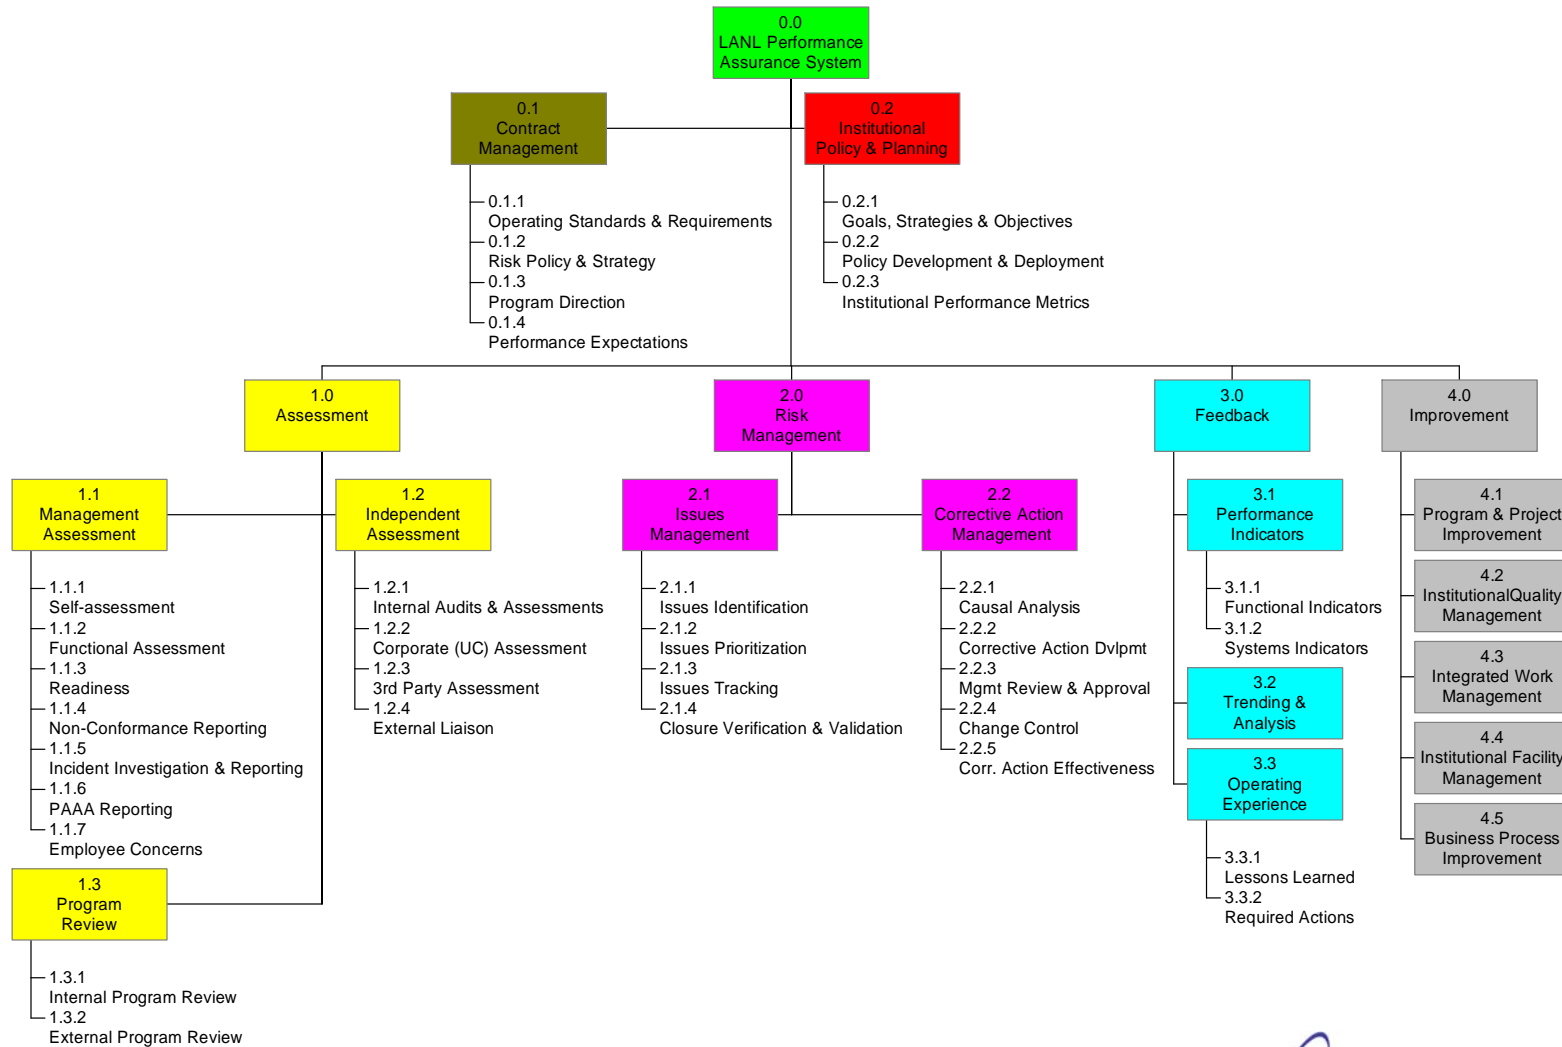 0.0
LANL Performance
Assurance System
0.1
Contract
Management
0.2
Institutional
Policy & Planning
0.1.1
Operating Standards & Requirements
0.1.2
Risk Policy & Strategy
0.1.3
Program Direction
0.1.4
Performance Expectations
0.2.1
Goals, Strategies & Objectives
0.2.2
Policy Development & Deployment
0.2.3
Institutional Performance Metrics
1.0
Assessment
1.1
Management
Assessment
1.1.1
Self-assessment
1.1.2
Functional Assessment
1.1.3
Readiness
1.1.4
Non-Conformance Reporting
1.1.5
Incident Investigation & Reporting
1.1.6
PAAA Reporting
1.1.7
Employee Concerns
1.2
Independent
Assessment
1.2.1
Internal Audits & Assessments
1.2.2
Corporate (UC) Assessment
1.2.3
3rd Party Assessment
1.2.4
External Liaison
1.3
Program
Review
1.3.1
Internal Program Review
1.3.2
External Program Review
2.0
Risk
Management
2.1
Issues
Management
2.1.1
Issues Identification
2.1.2
Issues Prioritization
2.1.3
Issues Tracking
2.1.4
Closure Verification & Validation
2.2
Corrective Action
Management
2.2.1
Causal Analysis
2.2.2
Corrective Action Dvlpmt
2.2.3
Mgmt Review & Approval
2.2.4
Change Control
2.2.5
Corr. Action Effectiveness
3.0
Feedback
3.1
Performance
Indicators
3.1.1
Functional Indicators
3.1.2
Systems Indicators
3.2
Trending &
Analysis
3.3
Operating
Experience
3.3.1
Lessons Learned
3.3.2
Required Actions
4.0
Improvement
4.1
Program & Project
Improvement
4.2
InstitutionalQuality
Management
4.3
Integrated Work
Management
4.4
Institutional Facility
Management
4.5
Business Process
Improvement